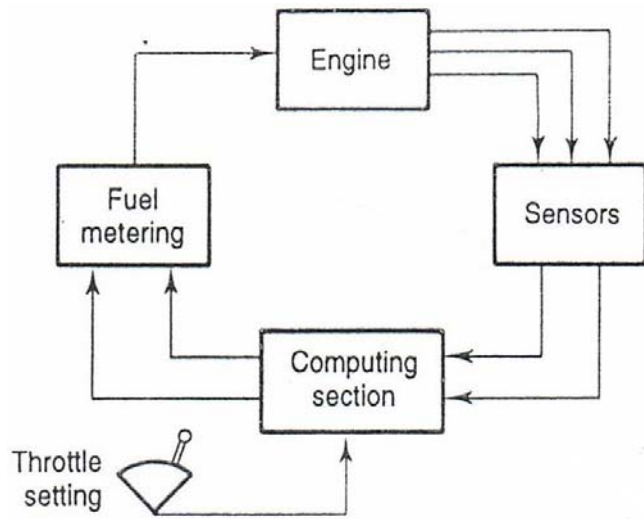 Engine
Fuel
metering
Sensors
Computing
section
Throttle
setting